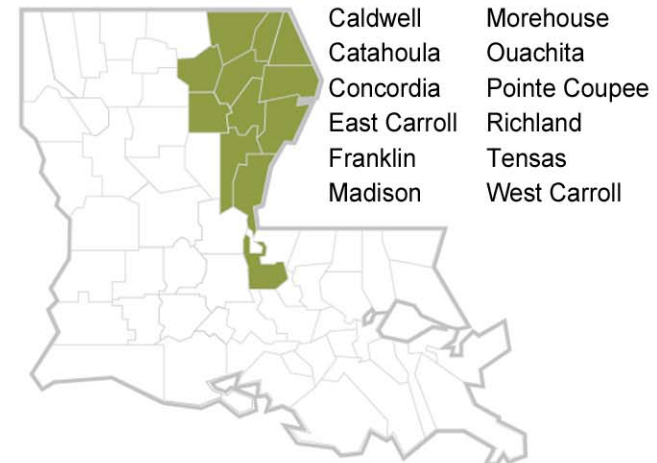 Caldwell Morehouse
Catahoula Ouachita
Concordia Pointe Coupee
East Carroll Richland
Franklin Tensas
Madison West Carroll